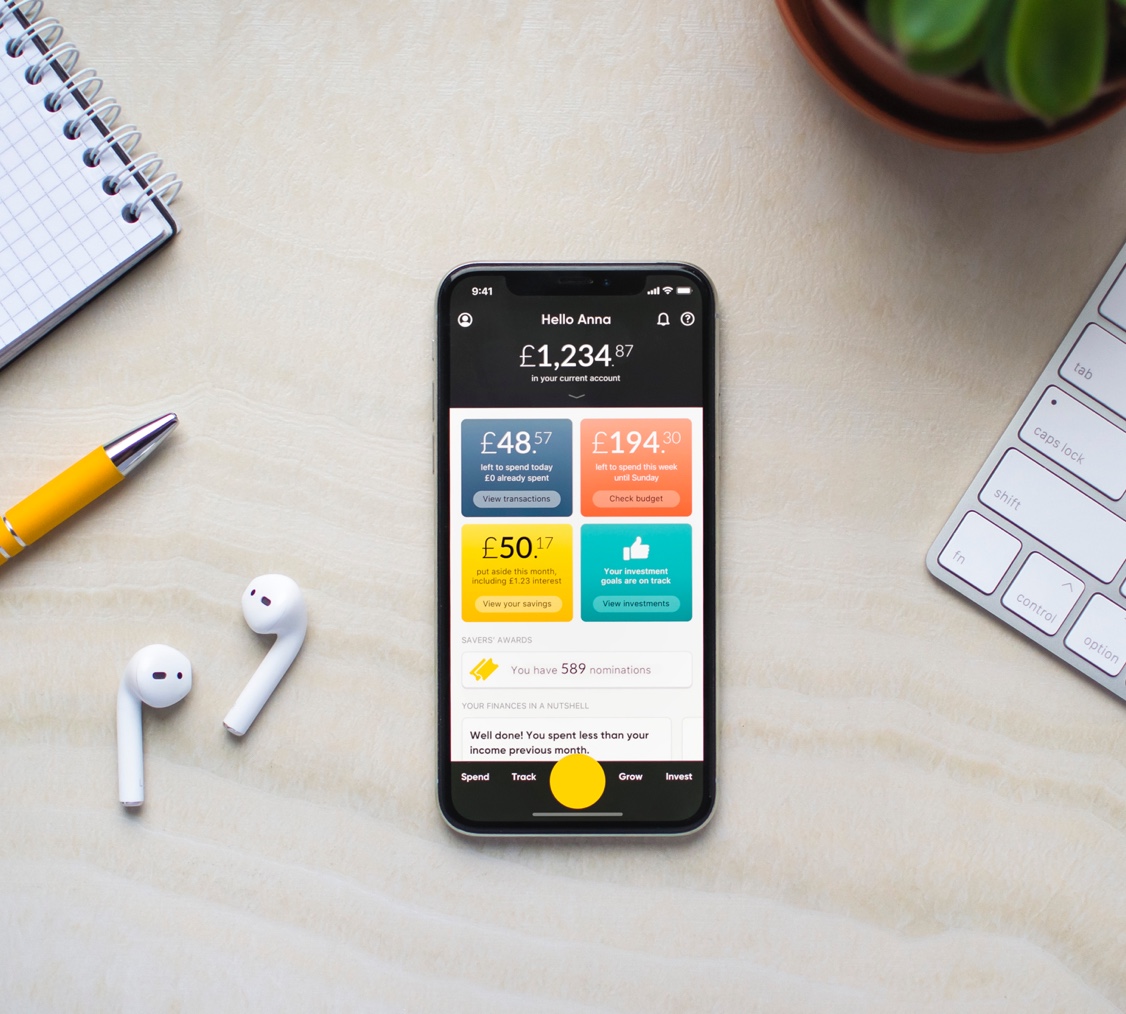 9:41
Hello Anna
£1,234.87
in your current account
£48.57
left to spend today
£0 already spent
View transactions
£194.30
left to spend this week
until Sunday
Check budget
£50.17
put aside this month,
including £1.23 interest
View your savings
Your investment
goals are on track
View investments
SAVERS' AWARDS
You have 589 nominations
YOUR FINANCES IN A NUTSHELL
Well done! You spent less than your
income previous month.
Spend Track Grow Invest
tab
caps lock
shift
fn
control
option